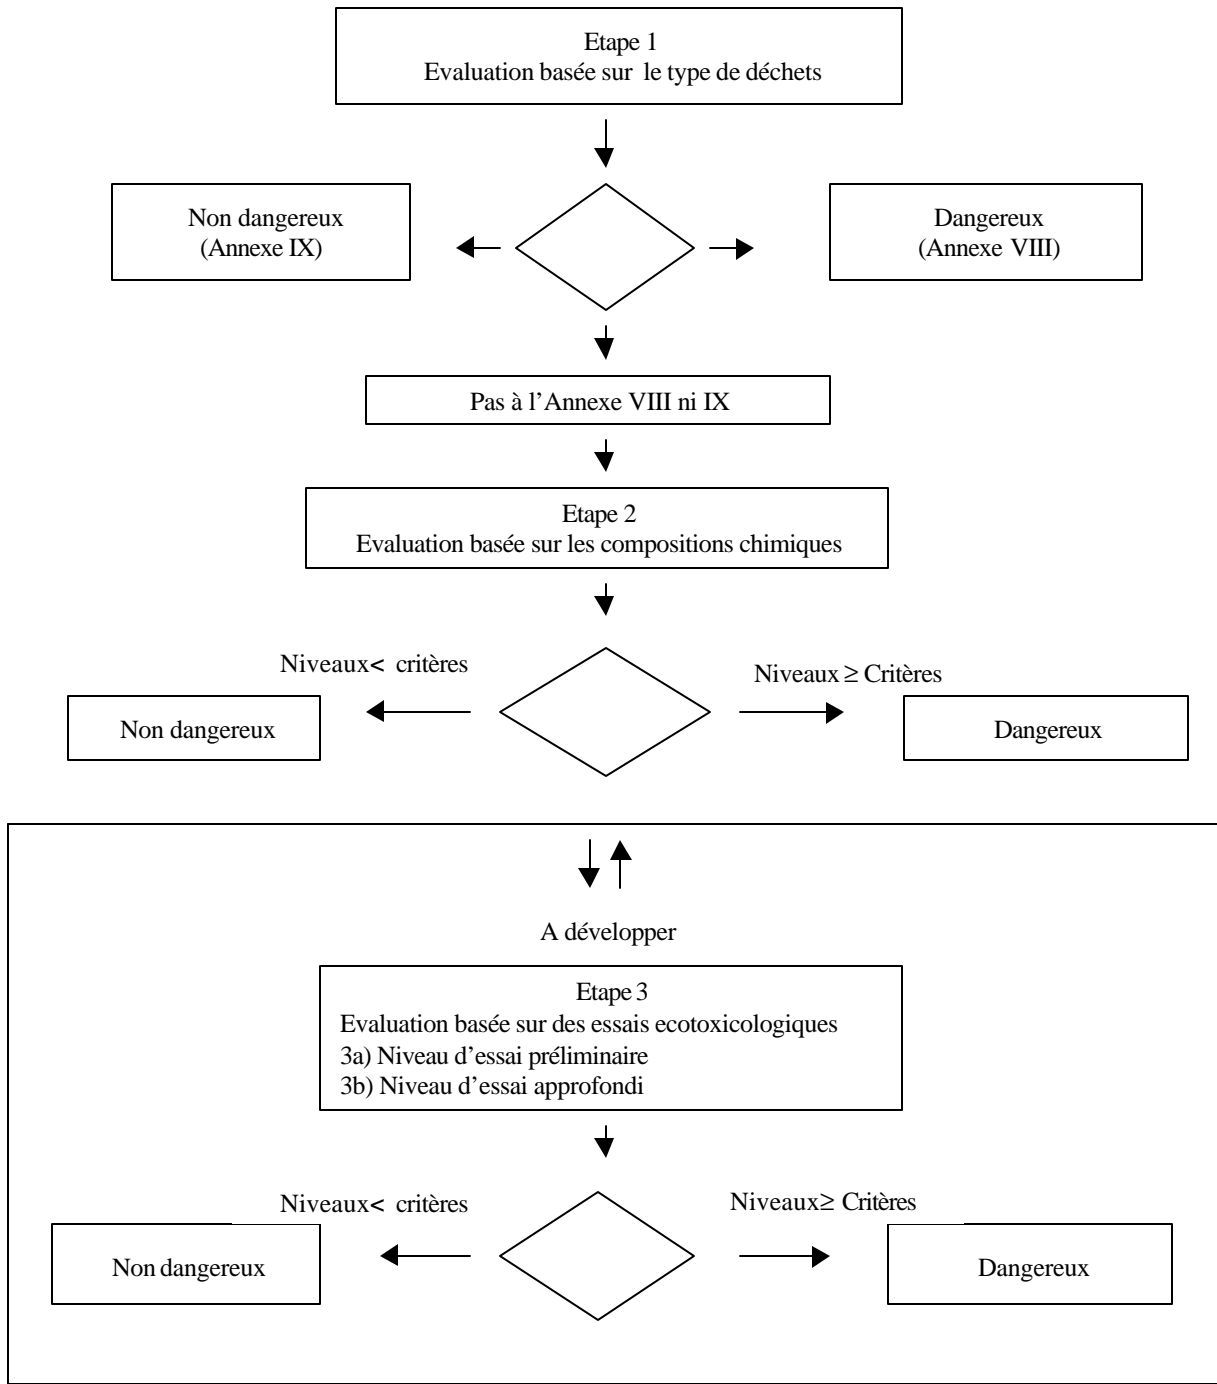 Etape 1
Evaluation basée sur le type de déchets
Non dangereux
(Annexe IX)
Dangereux
(Annexe VIII)
Pas à l’Annexe VIII ni IX
Etape 2
Evaluation basée sur les compositions chimiques
Niveaux< critères
Niveaux ≥ Critères
Non dangereux
Dangereux
A développer
Etape 3
Evaluation basée sur des essais ecotoxicologiques
3a) Niveau d’essai préliminaire
3b) Niveau d’essai approfondi
Niveaux< critères
Niveaux≥ Critères
Non dangereux
Dangereux